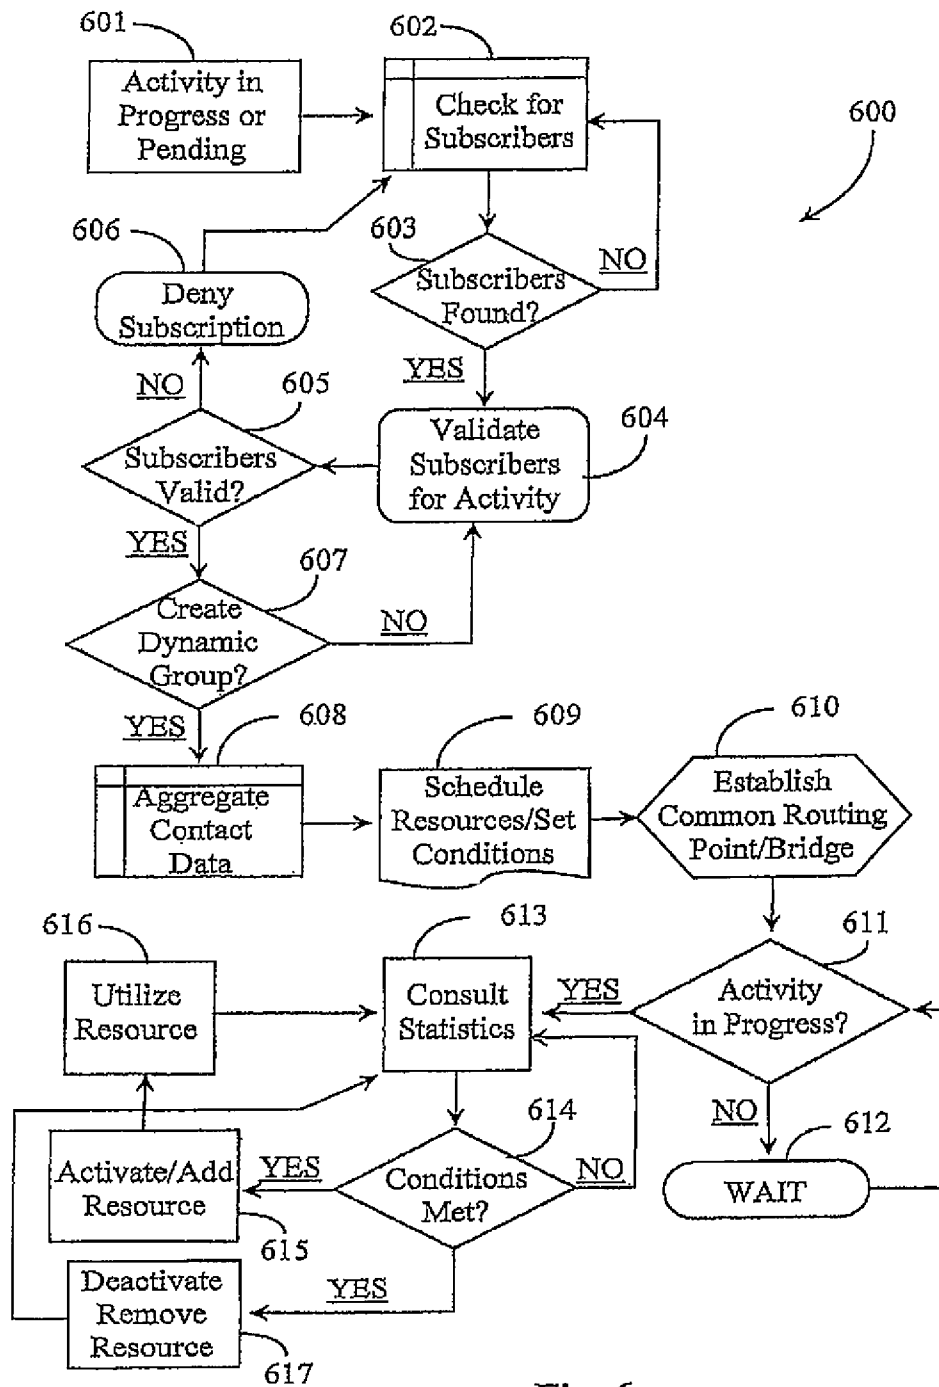 601
Activity in
Progress or
Pending
602
Check for
Subscribers
600
603
Subscribers
Found?
NO
YES
606
Deny
Subscription
NO
605
Subscribers
Valid?
YES
604
Validate
Subscribers
for Activity
607
Create
Dynamic
Group?
NO
YES
608
Aggregate
Contact
Data
609
Schedule
Resources/Set
Conditions
610
Establish
Common Routing
Point/Bridge
611
Activity
in Progress?
YES
NO
612
WAIT
613
Consult
Statistics
614
Conditions
Met?
NO
YES
YES
615
Activate/Add
Resource
616
Utilize
Resource
617
Deactivate
Remove
Resource